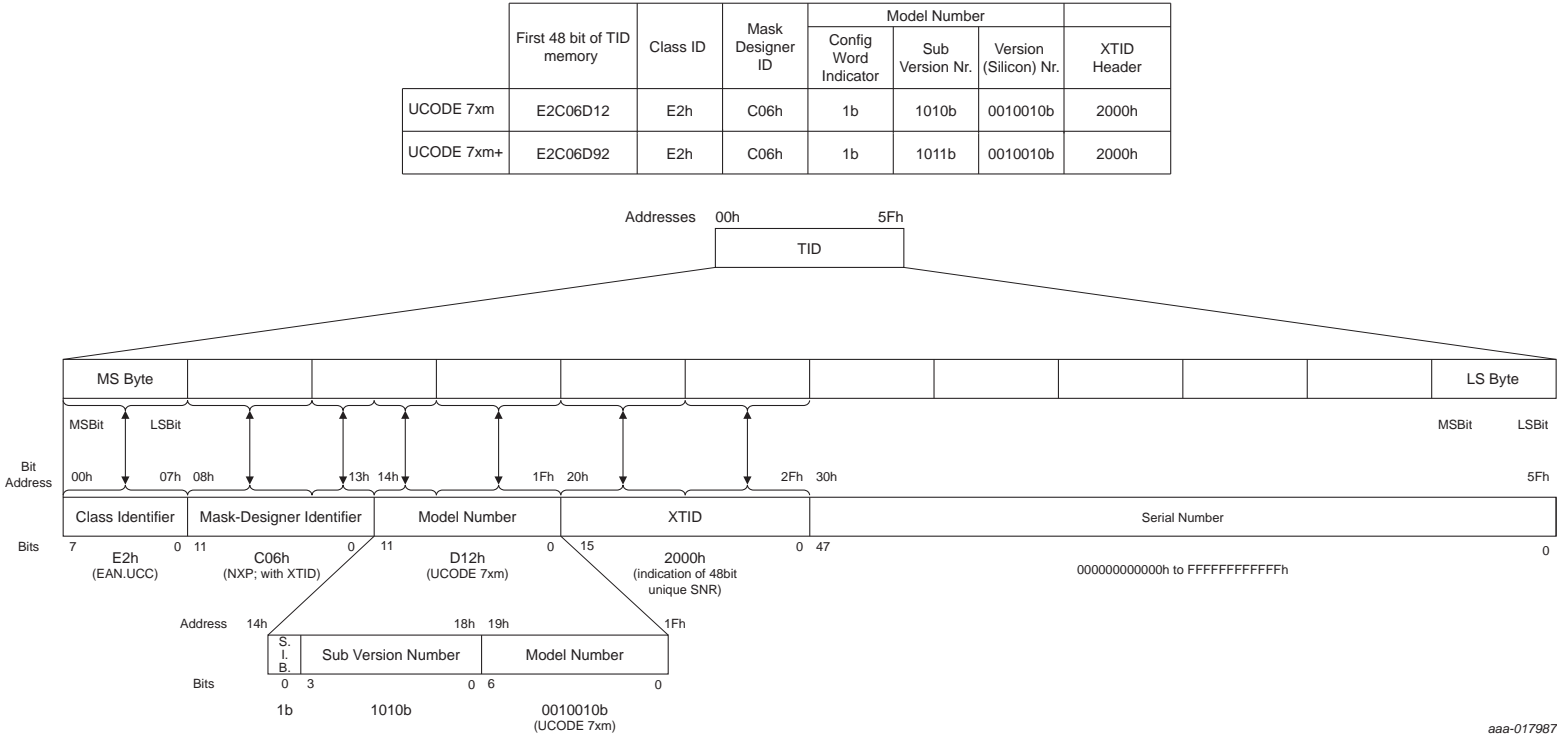 Model Number
First 48 bit of TID memory
Class ID
Mask Designer ID
Config Word Indicator
Sub Version Nr.
Version (Silicon) Nr.
XTID Header
UCODE 7xm E2C06D12 E2h C06h 1b 1010b 0010010b 2000h
UCODE 7xm+ E2C06D92 E2h C06h 1b 1011b 0010010b 2000h
Addresses 00h 5Fh
TID
MS Byte LS Byte
MSBit LSBit MSBit LSBit
Bit Address 00h 07h 08h 13h 14h 1Fh 20h 2Fh 30h 5Fh
Class Identifier Mask-Designer Identifier Model Number XTID Serial Number
Bits 7 0 11 0 11 0 15 0 47 0
E2h C06h D12h 2000h
(EAN.UCC) (NXP; with XTID) (UCODE 7xm) (indication of 48bit unique SNR)
000000000000h to FFFFFFFFFFFFh
Address 14h 18h 19h 1Fh
S. I. B. Sub Version Number Model Number
Bits 0 3 0 6 0
1b 1010b 0010010b
(UCODE 7xm)
aaa-017987